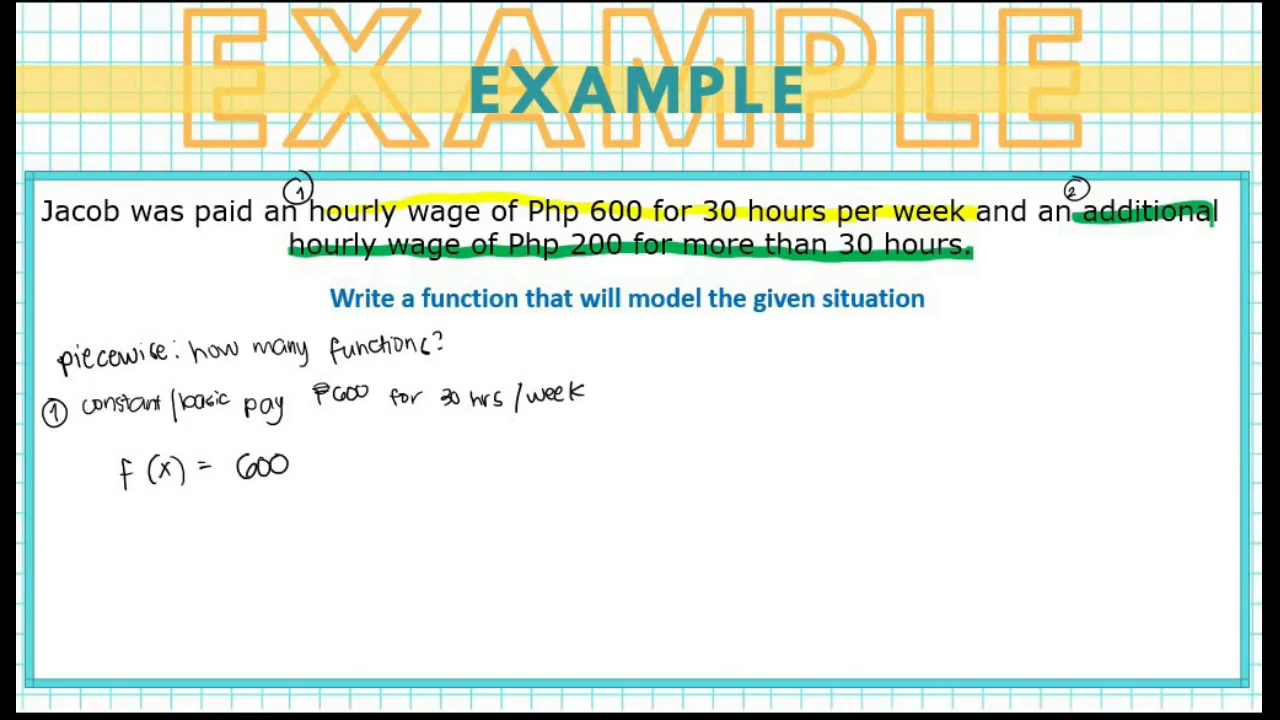 EXAMPLE
EXAMPLE
1 2
Jacob was paid an hourly wage of Php 600 for 30 hours per week and an additional
hourly wage of Php 200 for more than 30 hours.
Write a function that will model the given situation
piecewise: how many functions?
1 constant/basic pay ₱600 for 30 hrs/week
f(x) = 600